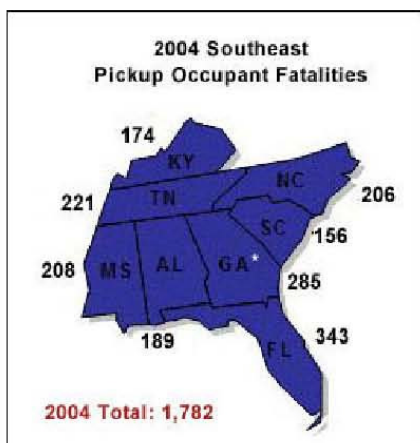 2004 Southeast
Pickup Occupant Fatalities
174
KY
NC
TN
221
206
SC
156
208
MS
AL
GA*
285
189
343
FL
2004 Total: 1,782